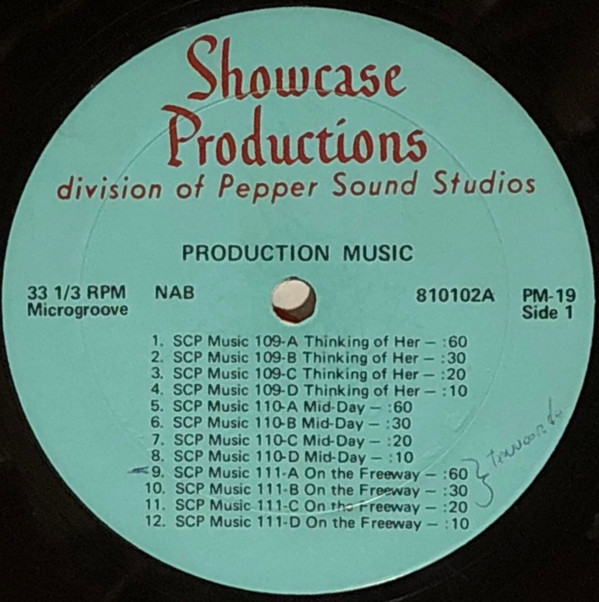 Showcase
Productions
division of Pepper Sound Studios
PRODUCTION MUSIC
33 1/3 RPM NAB 810102A PM-19
Microgroove Side 1
1. SCP Music 109-A Thinking of Her — :60
2. SCP Music 109-B Thinking of Her — :30
3. SCP Music 109-C Thinking of Her — :20
4. SCP Music 109-D Thinking of Her — :10
5. SCP Music 110-A Mid-Day — :60
6. SCP Music 110-B Mid-Day — :30
7. SCP Music 110-C Mid-Day — :20
8. SCP Music 110-D Mid-Day — :10
9. SCP Music 111-A On the Freeway — :60
10. SCP Music 111-B On the Freeway — :30
11. SCP Music 111-C On the Freeway — :20
12. SCP Music 111-D On the Freeway — :10